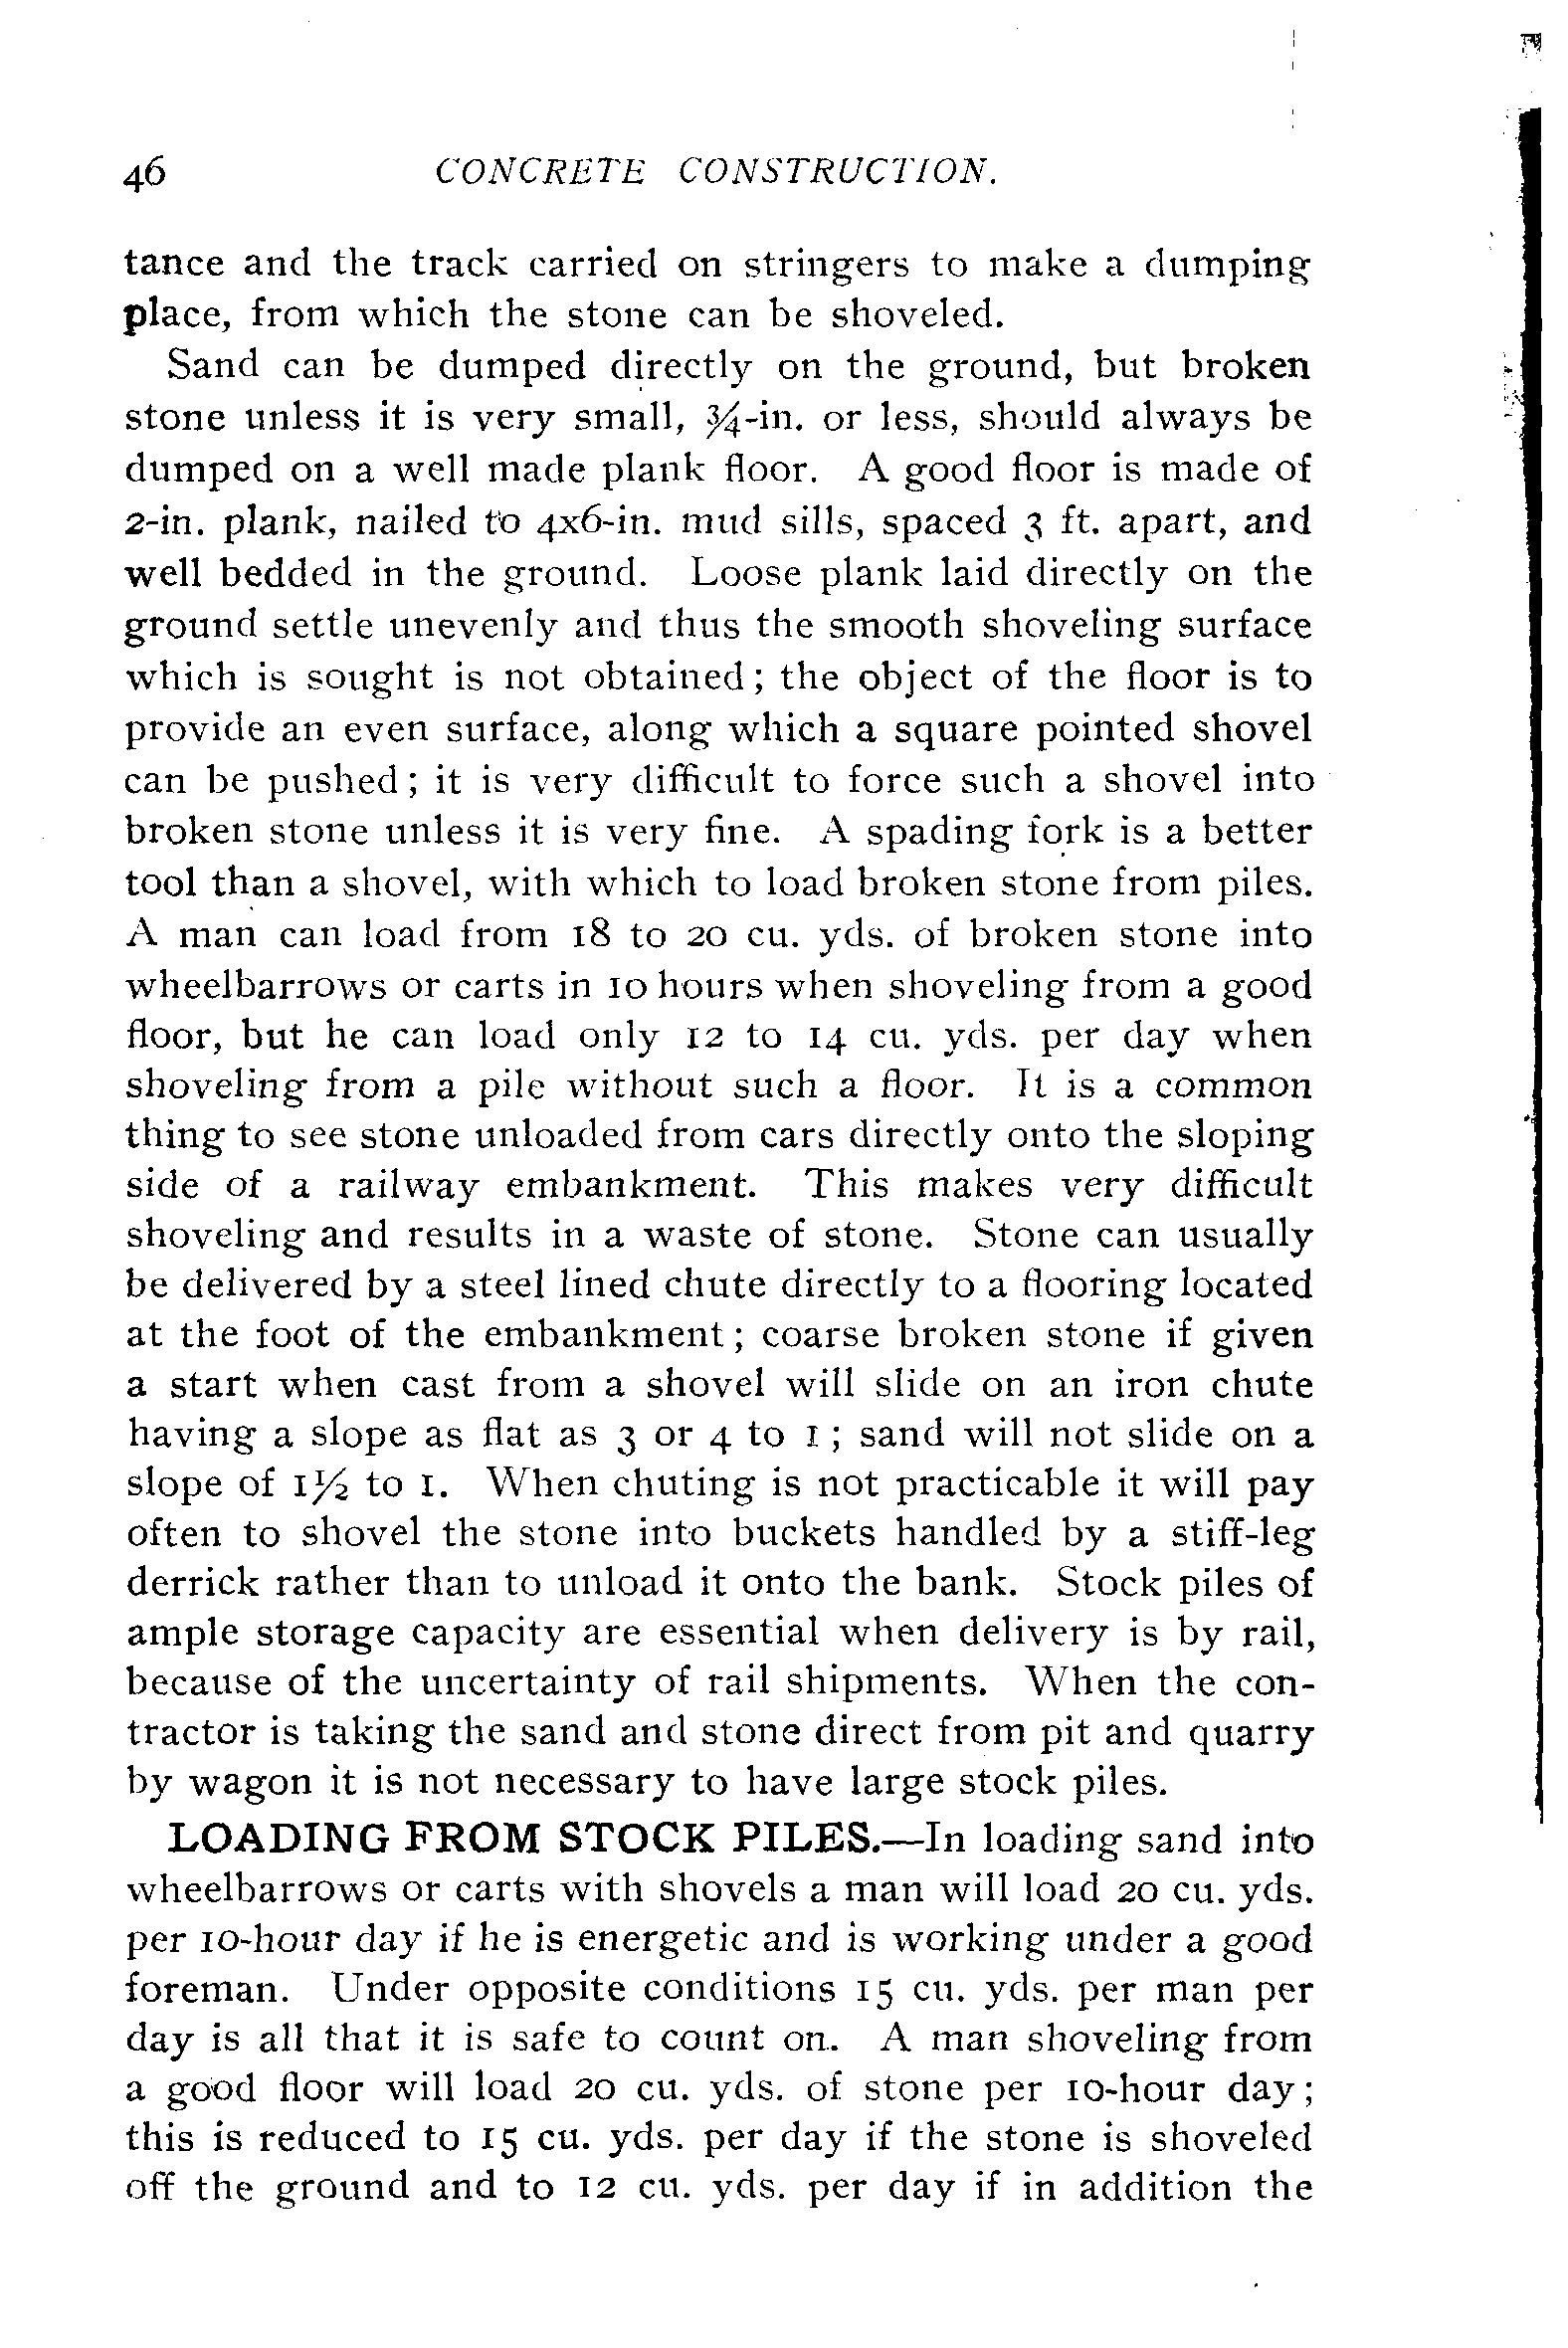 46 CONCRETE CONSTRUCTION.
tance and the track carried on stringers to make a dumping
place, from which the stone can be shoveled.
Sand can be dumped directly on the ground, but broken
stone unless it is very small, ¾-in. or less, should always be
dumped on a well made plank floor. A good floor is made of
2-in. plank, nailed to 4x6-in. mud sills, spaced 3 ft. apart, and
well bedded in the ground. Loose plank laid directly on the
ground settle unevenly and thus the smooth shoveling surface
which is sought is not obtained; the object of the floor is to
provide an even surface, along which a square pointed shovel
can be pushed; it is very difficult to force such a shovel into
broken stone unless it is very fine. A spading fork is a better
tool than a shovel, with which to load broken stone from piles.
A man can load from 18 to 20 cu. yds. of broken stone into
wheelbarrows or carts in 10 hours when shoveling from a good
floor, but he can load only 12 to 14 cu. yds. per day when
shoveling from a pile without such a floor. It is a common
thing to see stone unloaded from cars directly onto the sloping
side of a railway embankment. This makes very difficult
shoveling and results in a waste of stone. Stone can usually
be delivered by a steel lined chute directly to a flooring located
at the foot of the embankment; coarse broken stone if given
a start when cast from a shovel will slide on an iron chute
having a slope as flat as 3 or 4 to 1; sand will not slide on a
slope of 1½ to 1. When chuting is not practicable it will pay
often to shovel the stone into buckets handled by a stiff-leg
derrick rather than to unload it onto the bank. Stock piles of
ample storage capacity are essential when delivery is by rail,
because of the uncertainty of rail shipments. When the con-
tractor is taking the sand and stone direct from pit and quarry
by wagon it is not necessary to have large stock piles.
LOADING FROM STOCK PILES.—In loading sand into
wheelbarrows or carts with shovels a man will load 20 cu. yds.
per 10-hour day if he is energetic and is working under a good
foreman. Under opposite conditions 15 cu. yds. per man per
day is all that it is safe to count on. A man shoveling from
a good floor will load 20 cu. yds. of stone per 10-hour day;
this is reduced to 15 cu. yds. per day if the stone is shoveled
off the ground and to 12 cu. yds. per day if in addition the